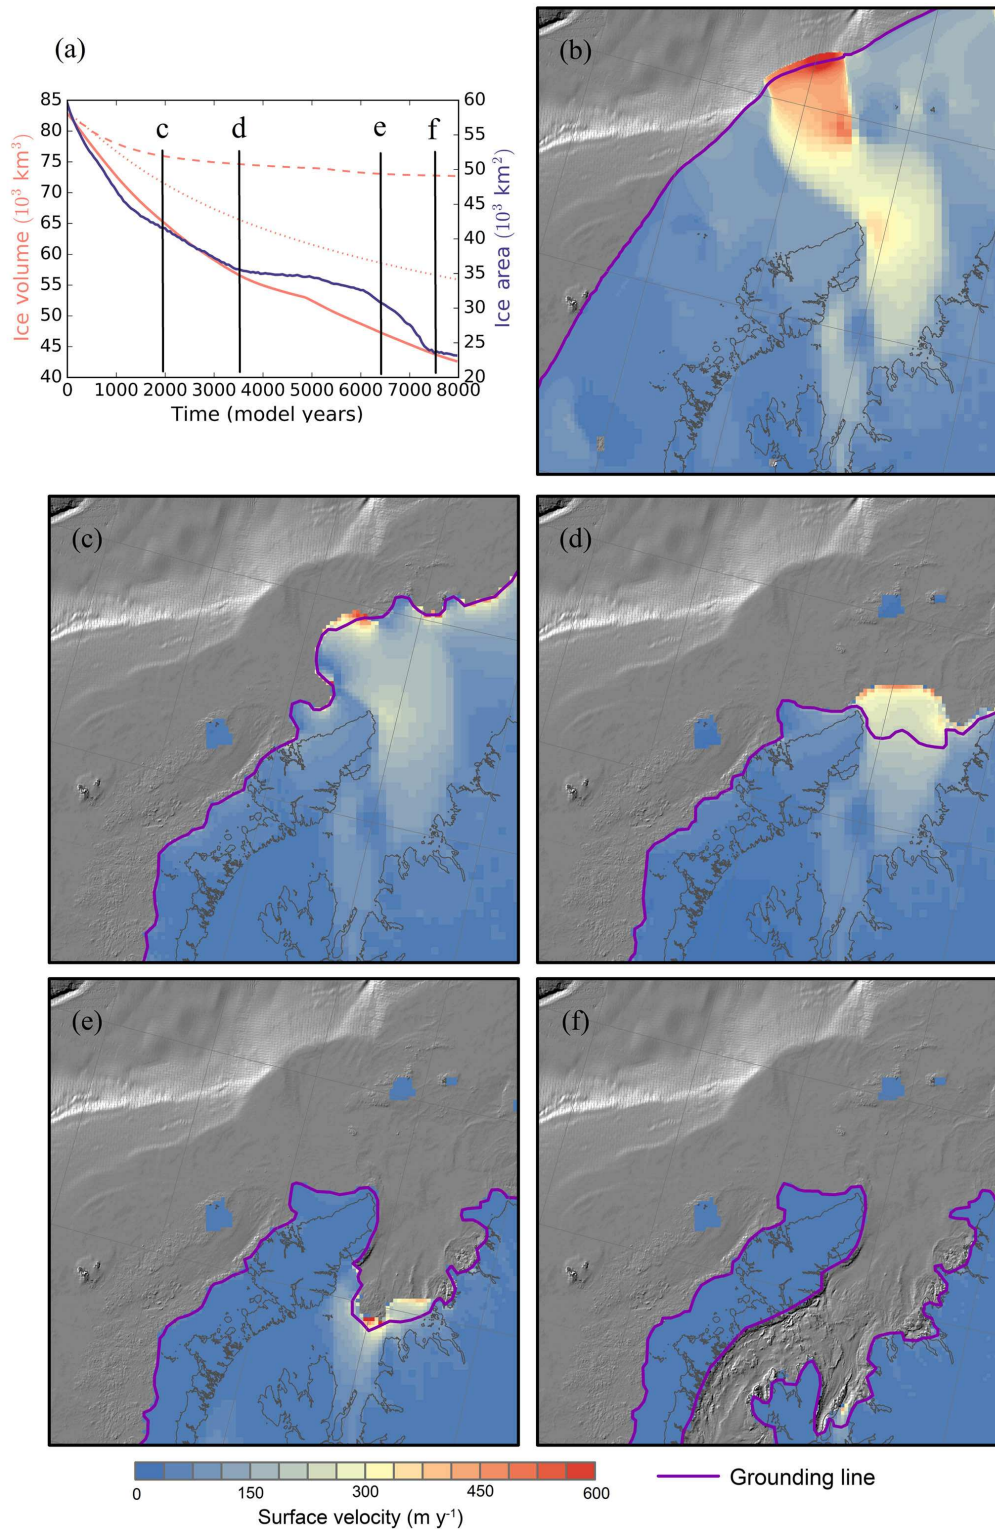 (a)
85
80
75
70
65
60
55
50
45
40
Ice volume (10³ km³)
c
d
e
f
60
55
50
45
40
35
30
25
20
Ice area (10³ km²)
0 1000 2000 3000 4000 5000 6000 7000 8000
Time (model years)
(b)
(c)
(d)
(e)
(f)
0 150 300 450 600
Surface velocity (m y⁻¹)
Grounding line